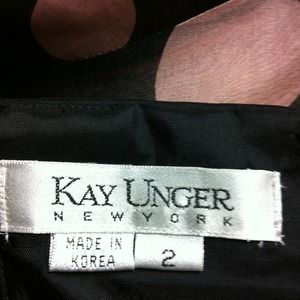 KAY UNGER
NEW YORK
MADE IN
KOREA
2